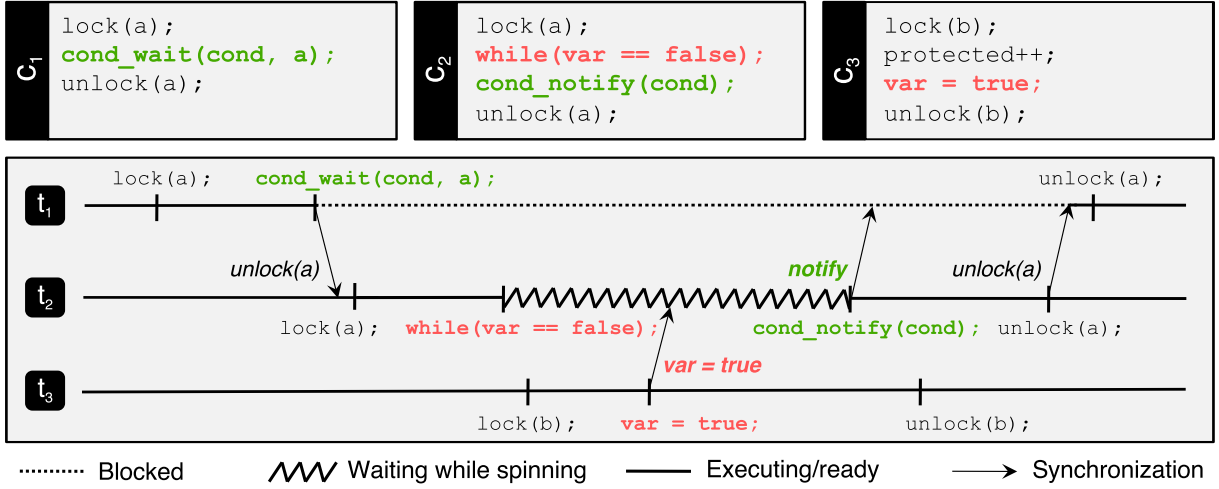 C1
lock(a);
cond_wait(cond, a);
unlock(a);
C2
lock(a);
while(var == false);
cond_notify(cond);
unlock(a);
C3
lock(b);
protected++;
var = true;
unlock(b);
lock(a); cond_wait(cond, a); unlock(a);
t1
unlock(a) notify unlock(a)
t2
lock(a); while(var == false); cond_notify(cond); unlock(a);
var = true
t3
lock(b); var = true; unlock(b);
Blocked Waiting while spinning Executing/ready Synchronization